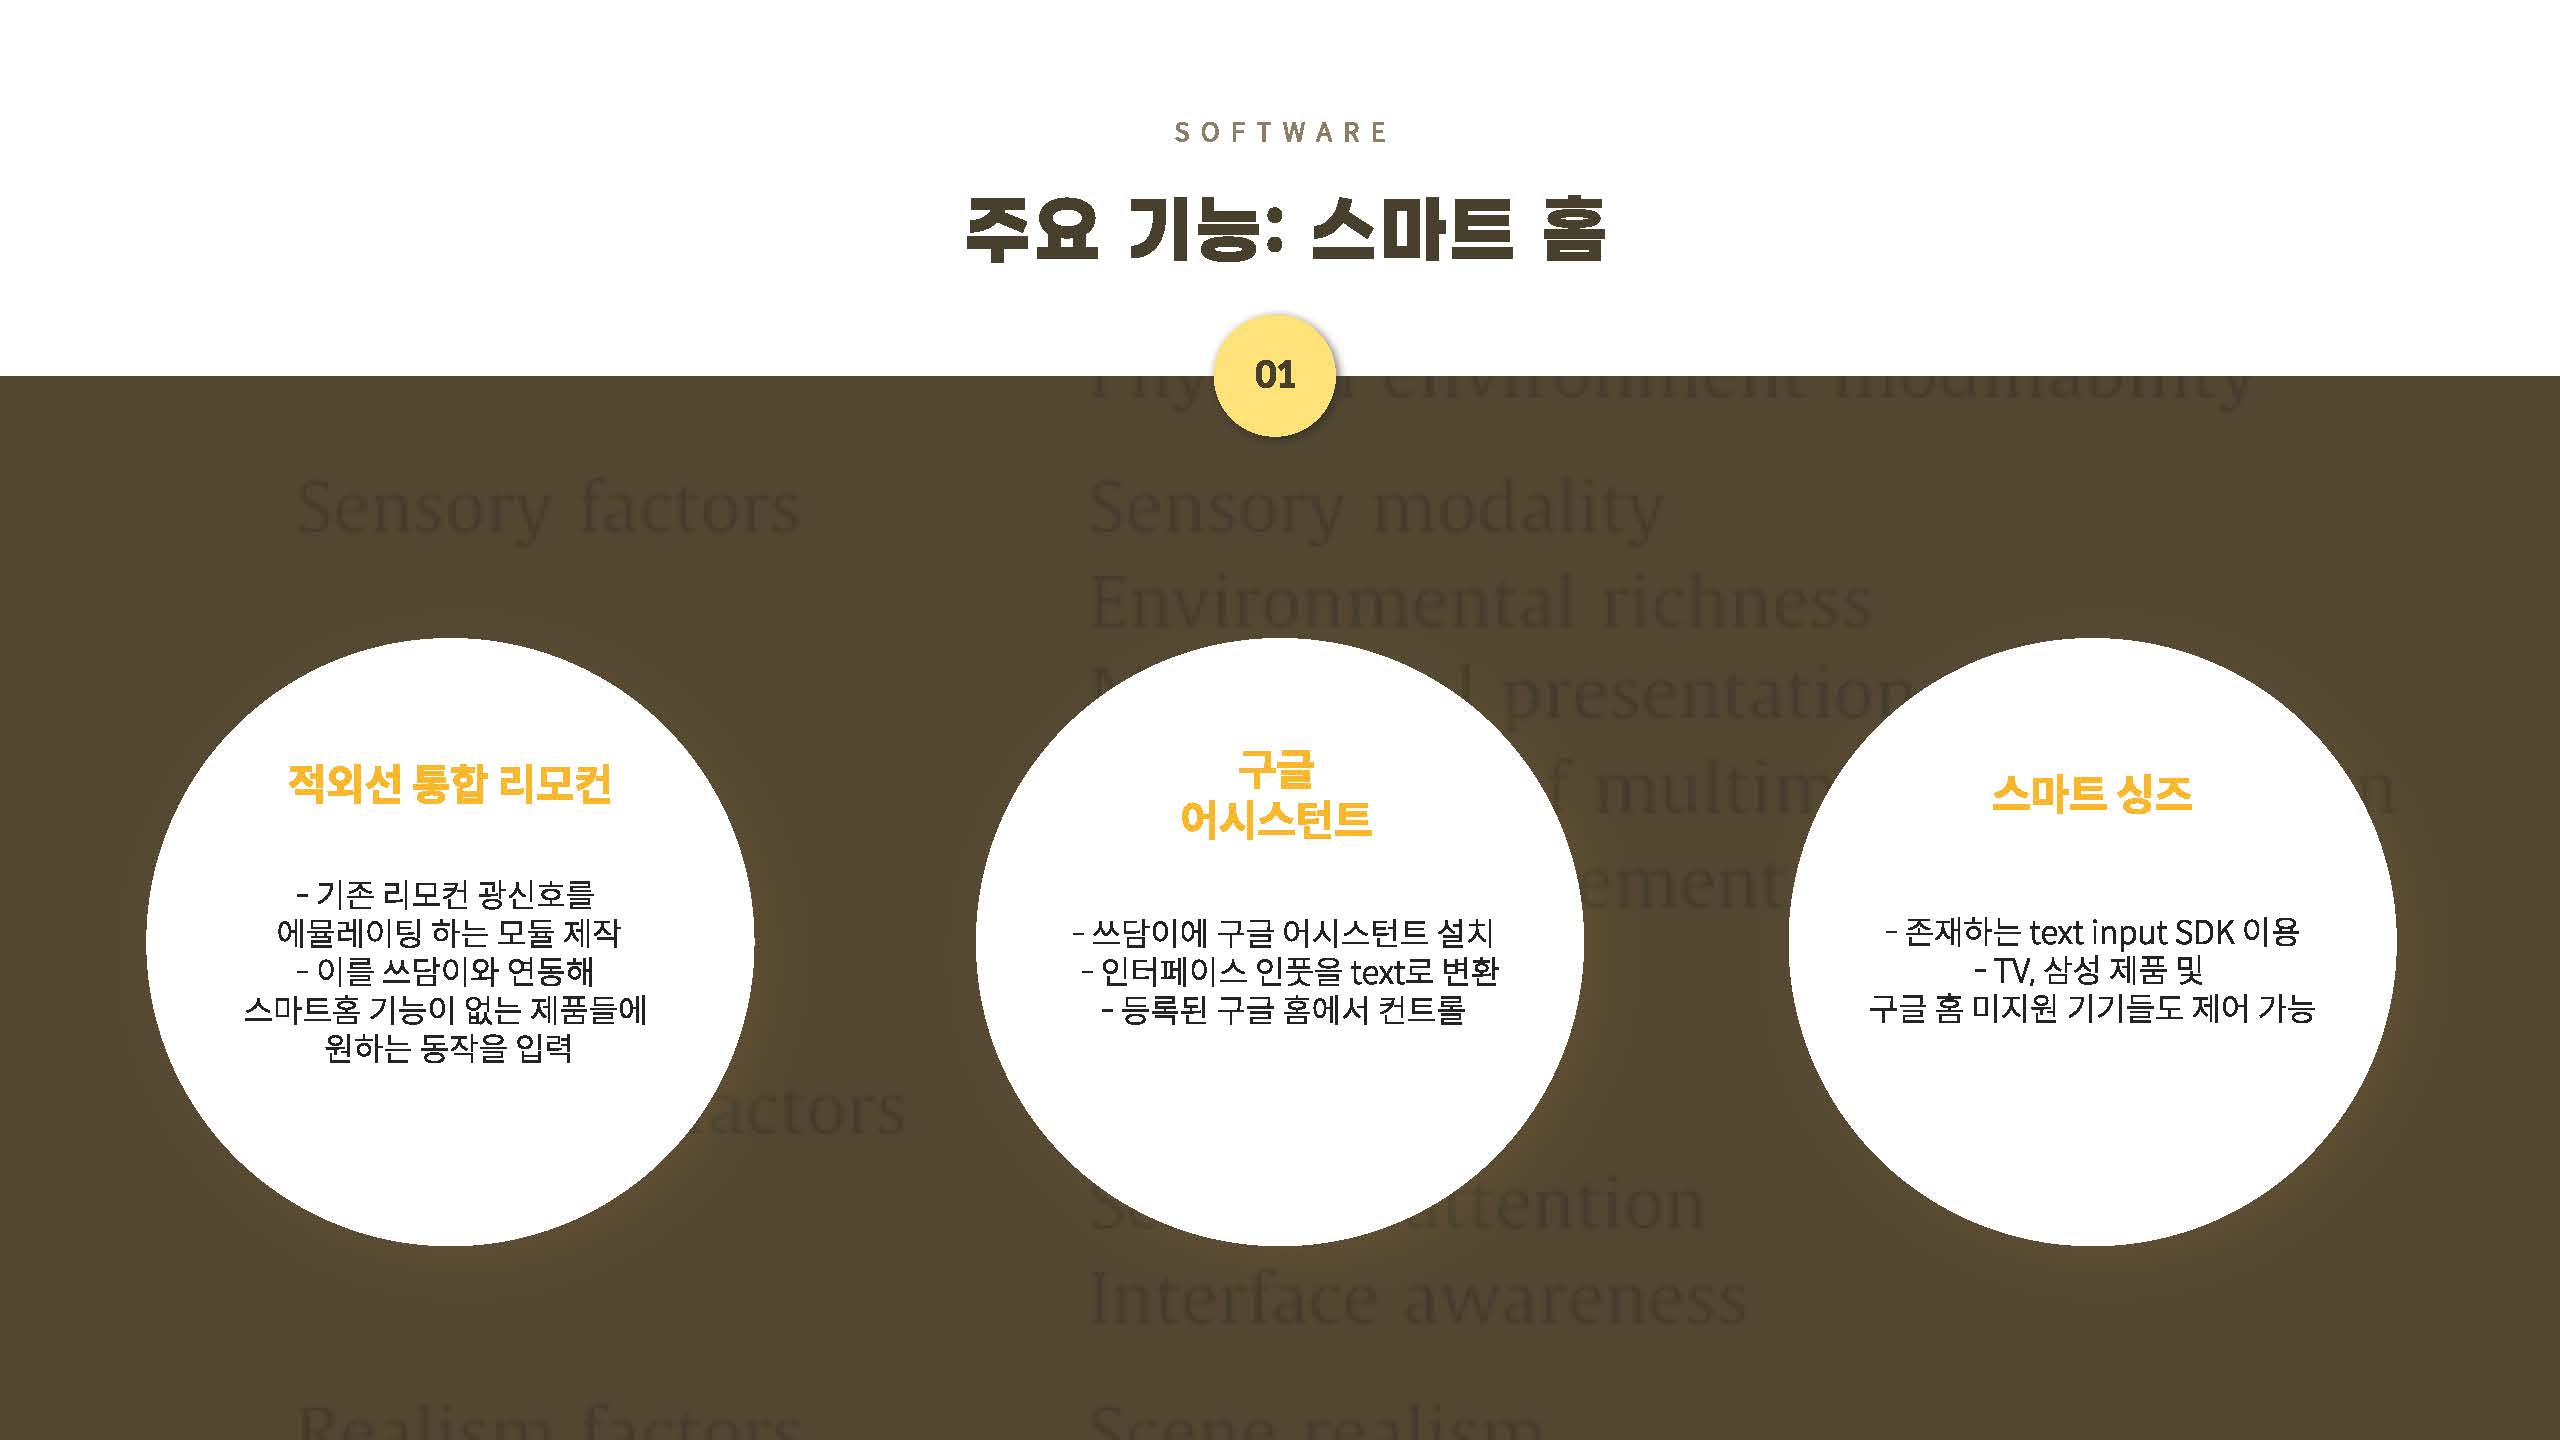 SOFTWARE
주요 기능: 스마트 홈
01
environment modifiability
Sensory factors
Sensory modality
Environmental richness
presentation
적외선 통합 리모컨
- 기존 리모컨 광신호를
에뮬레이팅 하는 모듈 제작
- 이를 쓰담이와 연동해
스마트홈 기능이 없는 제품들에
원하는 동작을 입력
구글
어시스턴트
- 쓰담이에 구글 어시스턴트 설치
- 인터페이스 인풋을 text로 변환
- 등록된 구글 홈에서 컨트롤
스마트 싱즈
- 존재하는 text input SDK 이용
- TV, 삼성 제품 및
구글 홈 미지원 기기들도 제어 가능
attention
Interface awareness
Realism factors
Scene realism